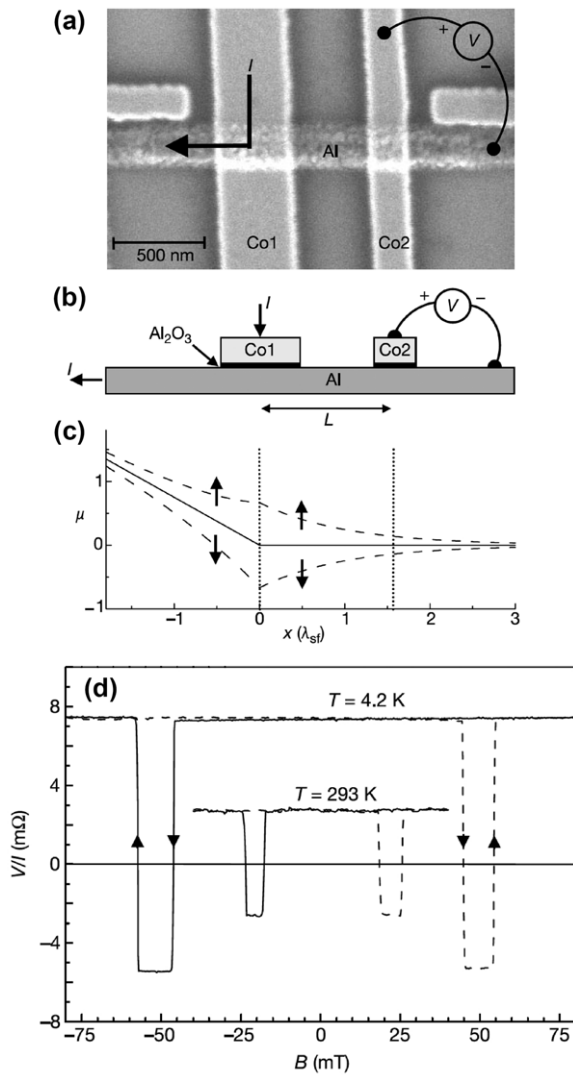 (a)
I
+
V
−
Al
500 nm
Co1
Co2
(b)
I
+
V
−
Al₂O₃
Co1
Co2
I
Al
L
(c)
1
μ
0
−1
−1
0
1
2
3
x (λsf)
(d)
8
T = 4.2 K
4
T = 293 K
V/I (mΩ)
0
−4
−8
−75
−50
−25
0
25
50
75
B (mT)